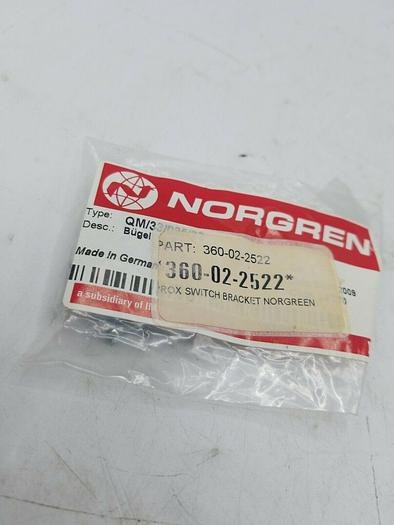 NORGREN
Type: QM/33/
Desc.: Bügel
Made in German
a subsidiary of
PART: 360-02-2522
*360-02-2522*
PROX SWITCH BRACKET NORGREEN